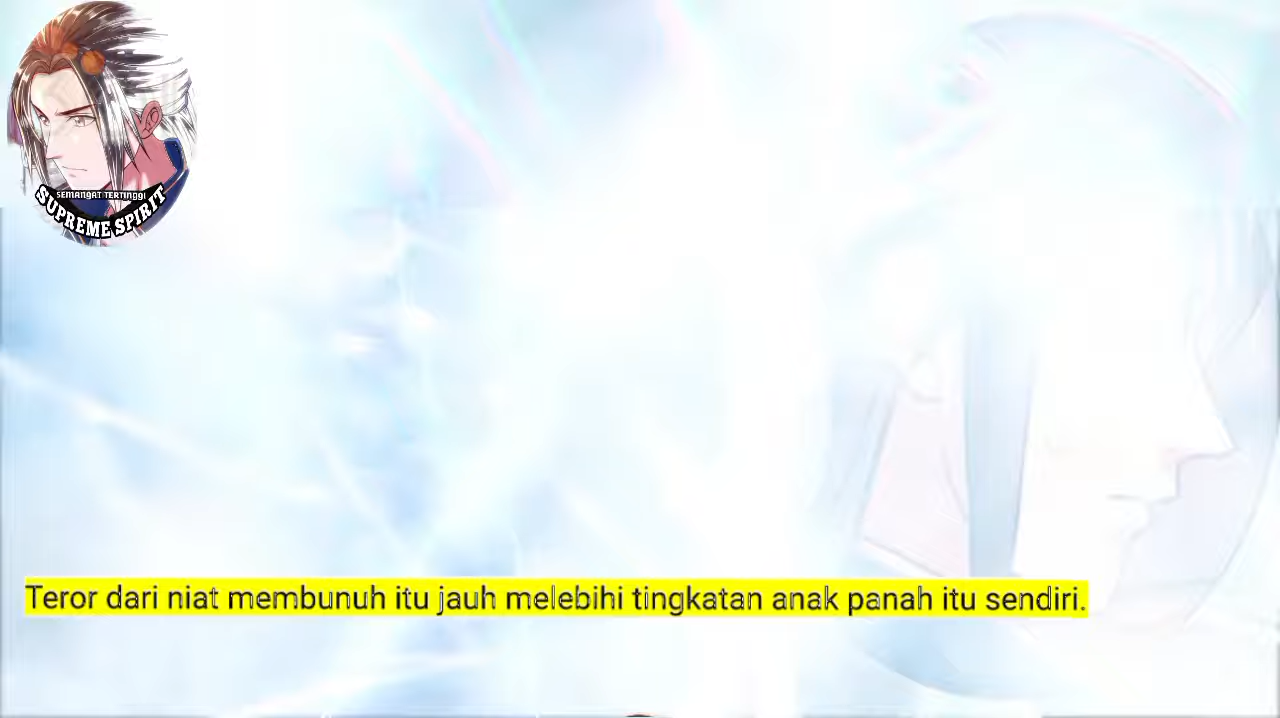 SEMANGAT TERTINGGI
SUPREME SPIRIT
Teror dari niat membunuh itu jauh melebihi tingkatan anak panah itu sendiri.